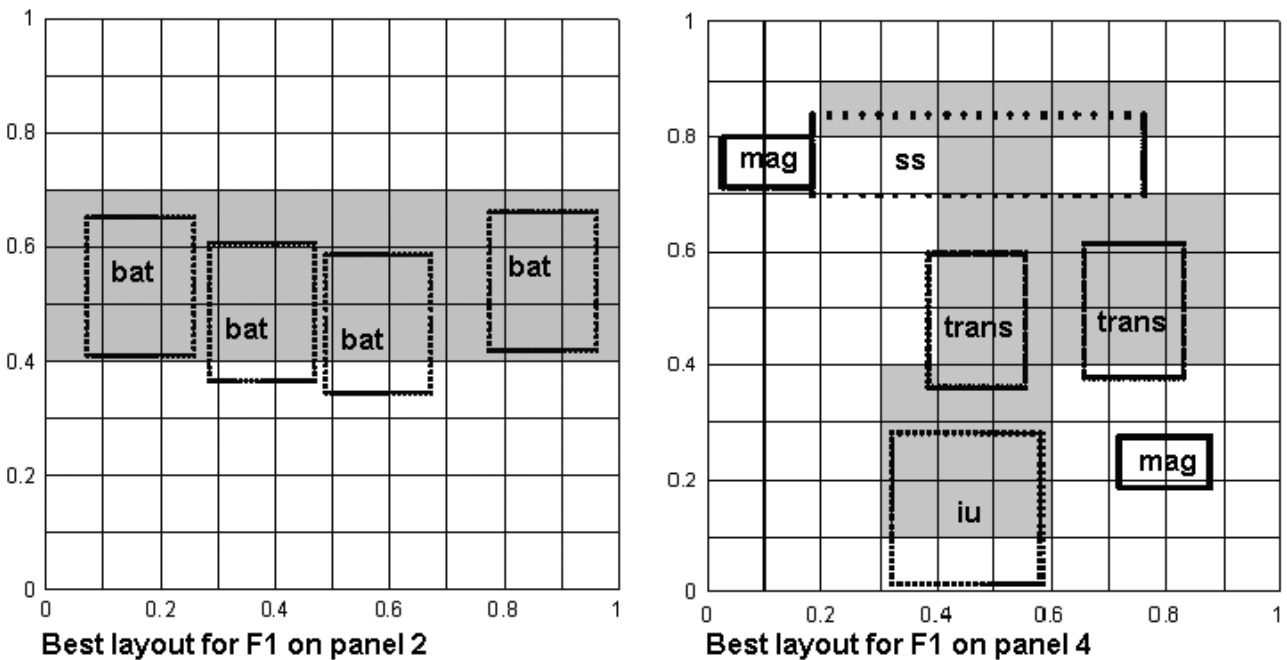 1
0.8
0.6
0.4
0.2
0
0 0.2 0.4 0.6 0.8 1
bat
bat
bat
bat
Best layout for F1 on panel 2
1
0.8
0.6
0.4
0.2
0
0 0.2 0.4 0.6 0.8 1
mag
ss
trans
trans
mag
iu
Best layout for F1 on panel 4